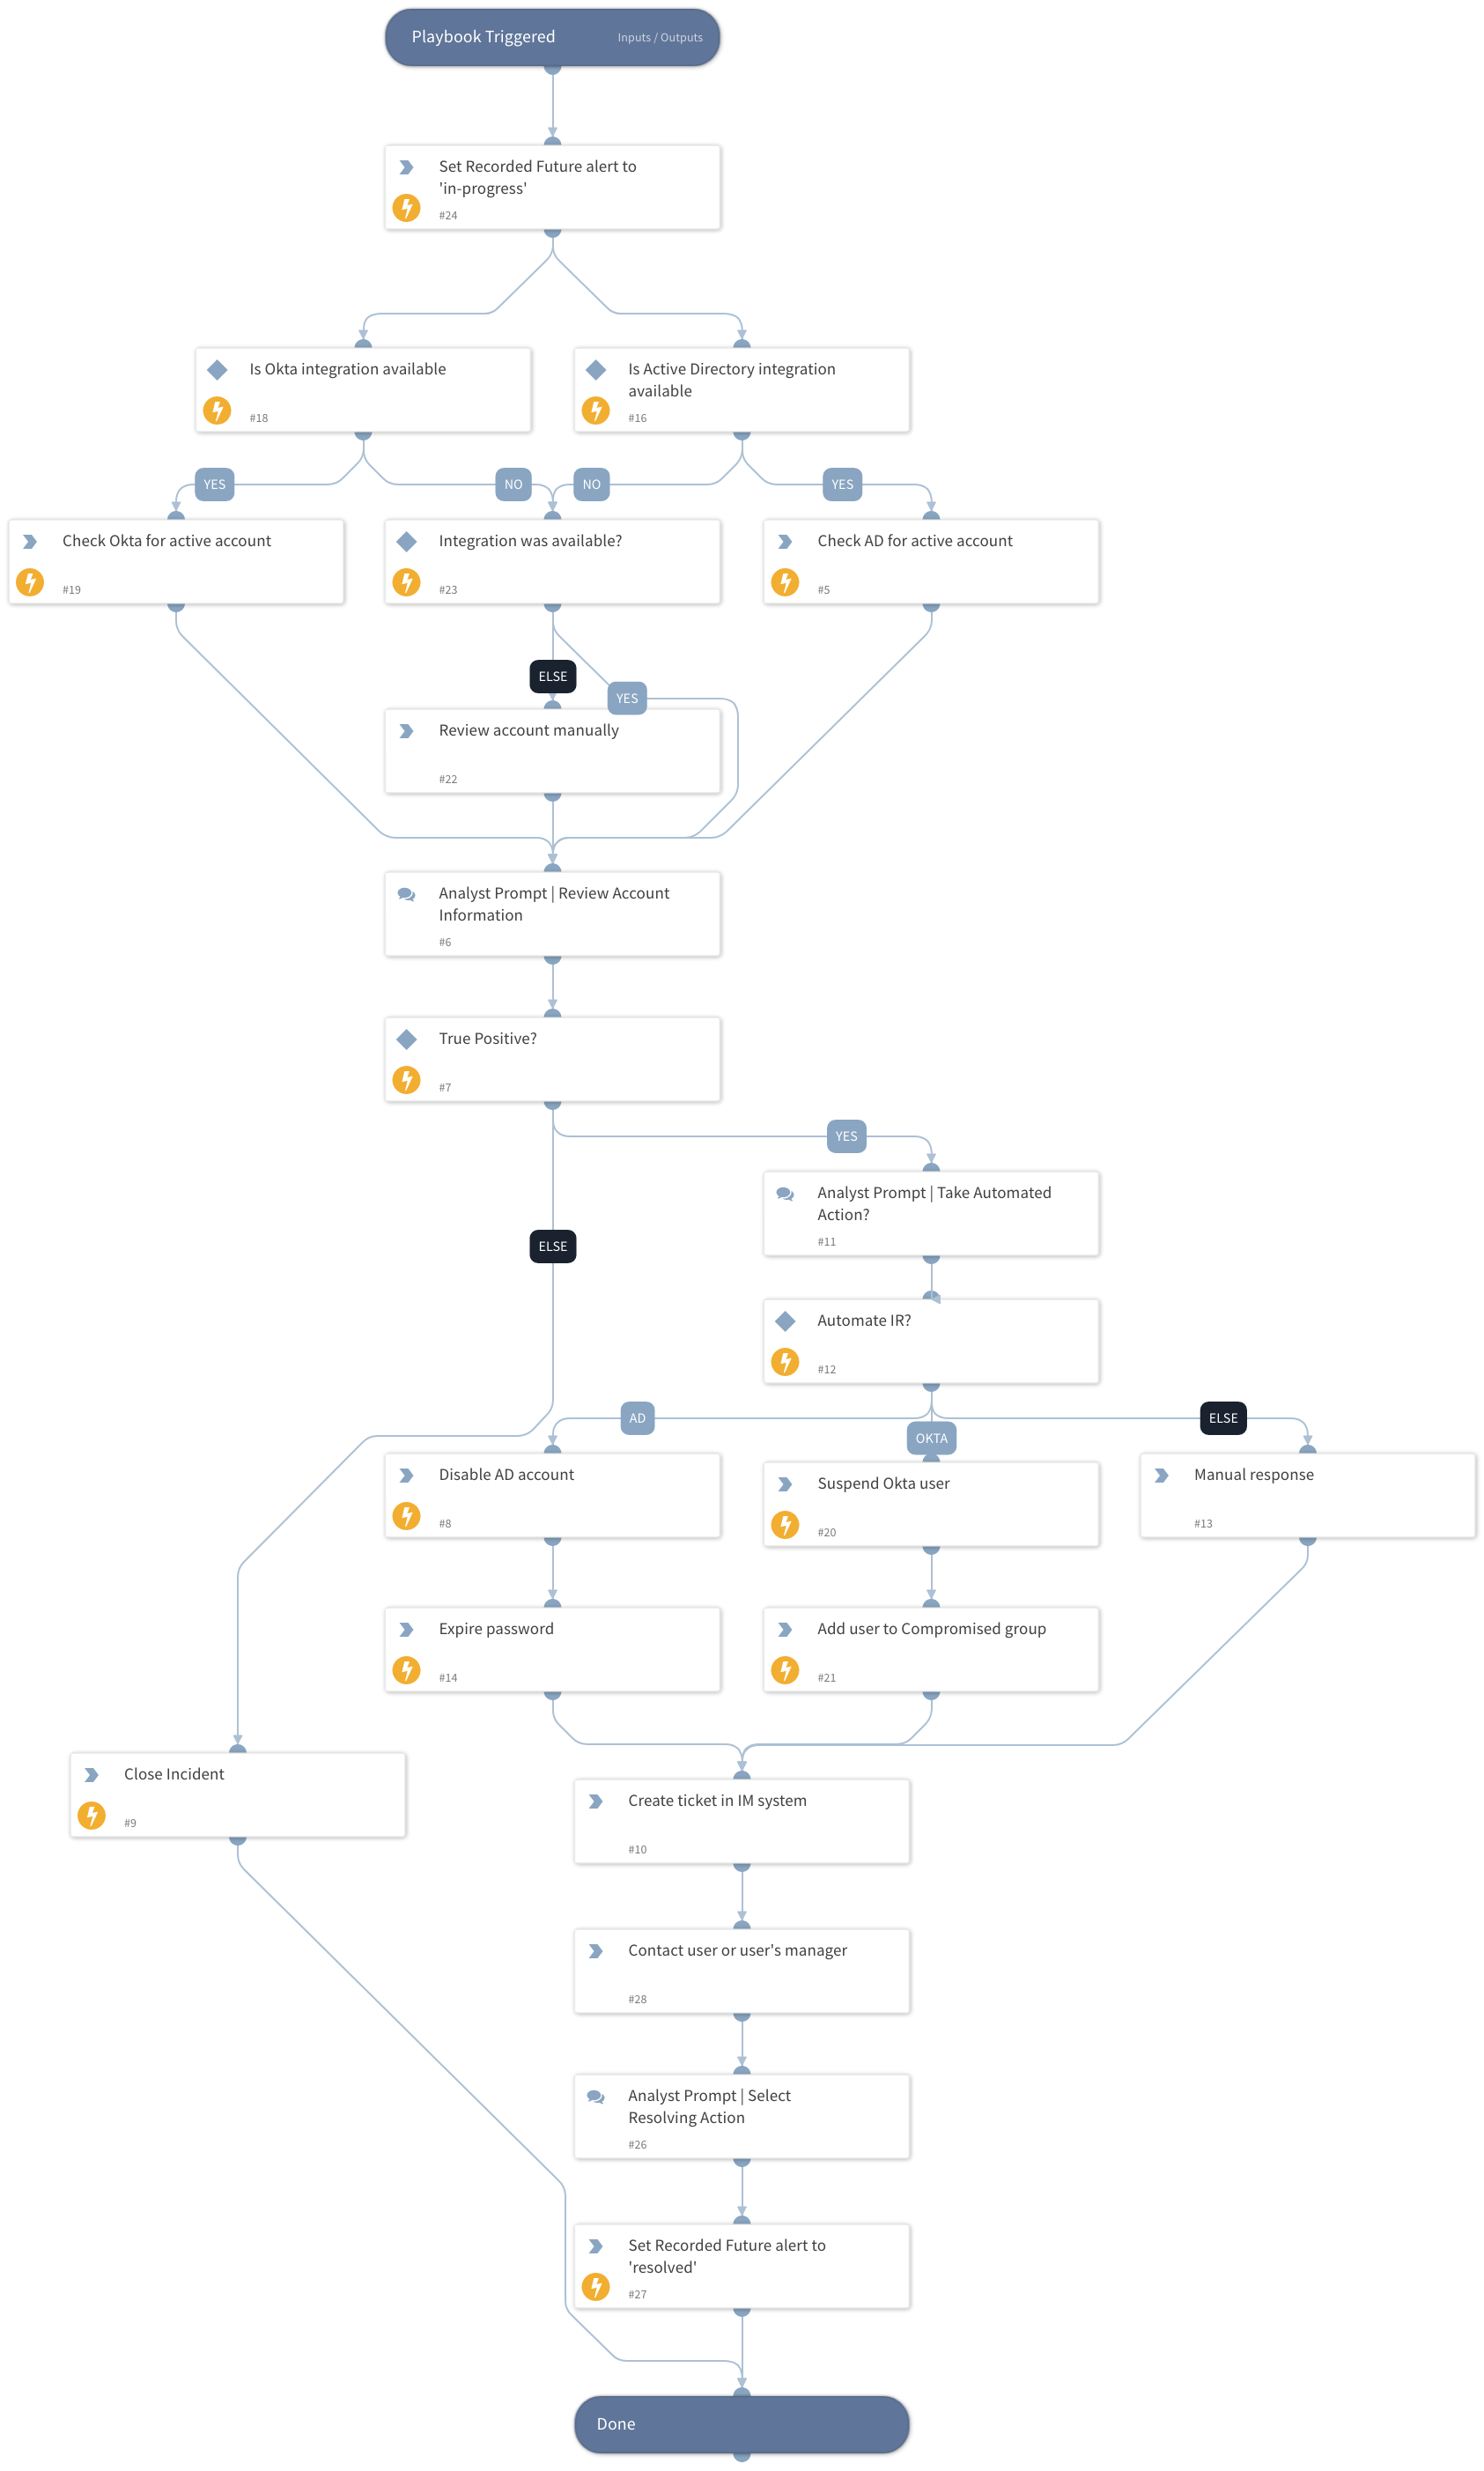 Playbook Triggered
Inputs / Outputs
Set Recorded Future alert to
'in-progress'
#24
Is Okta integration available
#18
Is Active Directory integration
available
#16
YES
NO
NO
YES
Check Okta for active account
#19
Integration was available?
#23
Check AD for active account
#5
ELSE
YES
Review account manually
#22
Analyst Prompt | Review Account
Information
#6
True Positive?
#7
YES
Analyst Prompt | Take Automated
Action?
#11
ELSE
Automate IR?
#12
AD
OKTA
ELSE
Disable AD account
#8
Suspend Okta user
#20
Manual response
#13
Expire password
#14
Add user to Compromised group
#21
Close Incident
#9
Create ticket in IM system
#10
Contact user or user's manager
#28
Analyst Prompt | Select
Resolving Action
#26
Set Recorded Future alert to
'resolved'
#27
Done